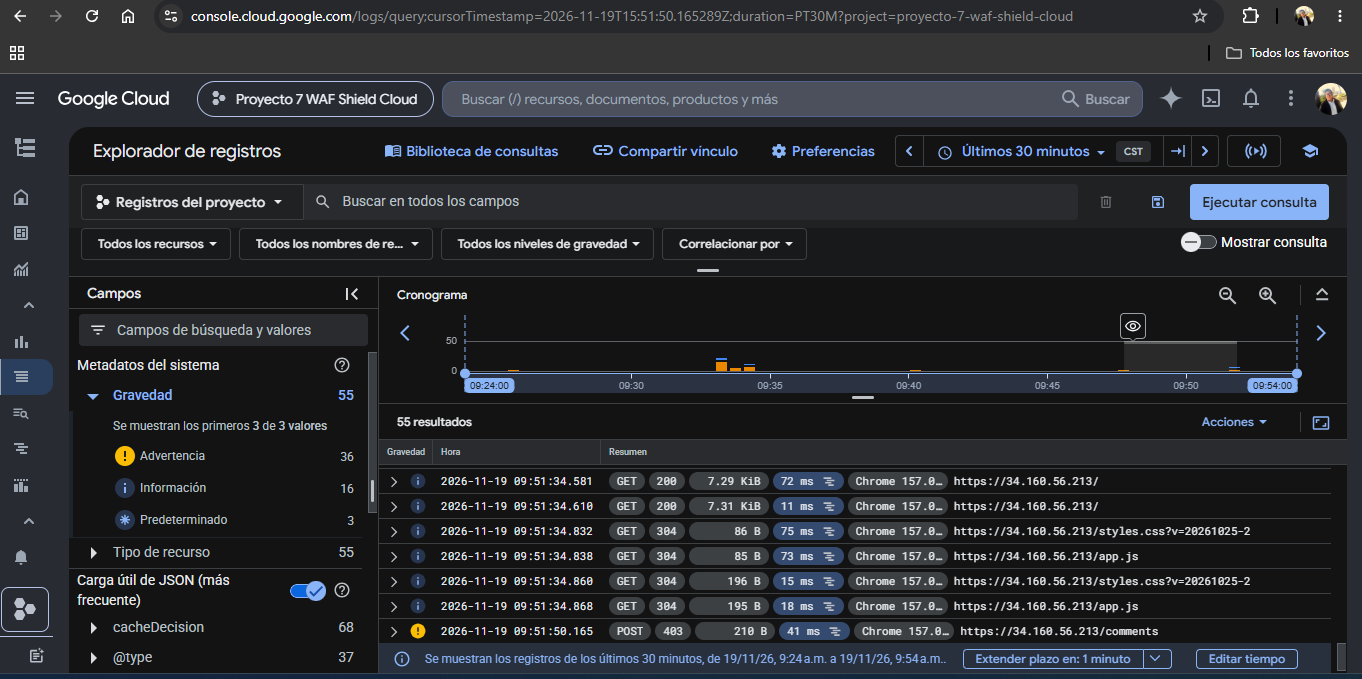 console.cloud.google.com/logs/query;cursorTimestamp=2026-11-19T15:51:50.165289Z;duration=PT30M?project=proyecto-7-waf-shield-cloud
Todos los favoritos
Google Cloud
Proyecto 7 WAF Shield Cloud
Buscar (/) recursos, documentos, productos y más
Buscar
Explorador de registros
Biblioteca de consultas
Compartir vínculo
Preferencias
Últimos 30 minutos
CST
Registros del proyecto
Buscar en todos los campos
Ejecutar consulta
Todos los recursos
Todos los nombres de re...
Todos los niveles de gravedad
Correlacionar por
Mostrar consulta
Campos
Campos de búsqueda y valores
Metadatos del sistema
Gravedad 55
Se muestran los primeros 3 de 3 valores
Advertencia 36
Información 16
Predeterminado 3
Tipo de recurso 55
Carga útil de JSON (más
frecuente)
cacheDecision 68
@type 37
Cronograma
50
0
09:24:00 09:30 09:35 09:40 09:45 09:50 09:54:00
55 resultados
Acciones
Gravedad Hora Resumen
2026-11-19 09:51:34.581 GET 200 7.29 KiB 72 ms Chrome 157.0… https://34.160.56.213/
2026-11-19 09:51:34.610 GET 200 7.31 KiB 11 ms Chrome 157.0… https://34.160.56.213/
2026-11-19 09:51:34.832 GET 304 86 B 75 ms Chrome 157.0… https://34.160.56.213/styles.css?v=20261025-2
2026-11-19 09:51:34.838 GET 304 85 B 73 ms Chrome 157.0… https://34.160.56.213/app.js
2026-11-19 09:51:34.860 GET 304 196 B 15 ms Chrome 157.0… https://34.160.56.213/styles.css?v=20261025-2
2026-11-19 09:51:34.868 GET 304 195 B 18 ms Chrome 157.0… https://34.160.56.213/app.js
2026-11-19 09:51:50.165 POST 403 210 B 41 ms Chrome 157.0… https://34.160.56.213/comments
Se muestran los registros de los últimos 30 minutos, de 19/11/26, 9:24 a.m. a 19/11/26, 9:54 a.m..
Extender plazo en: 1 minuto
Editar tiempo